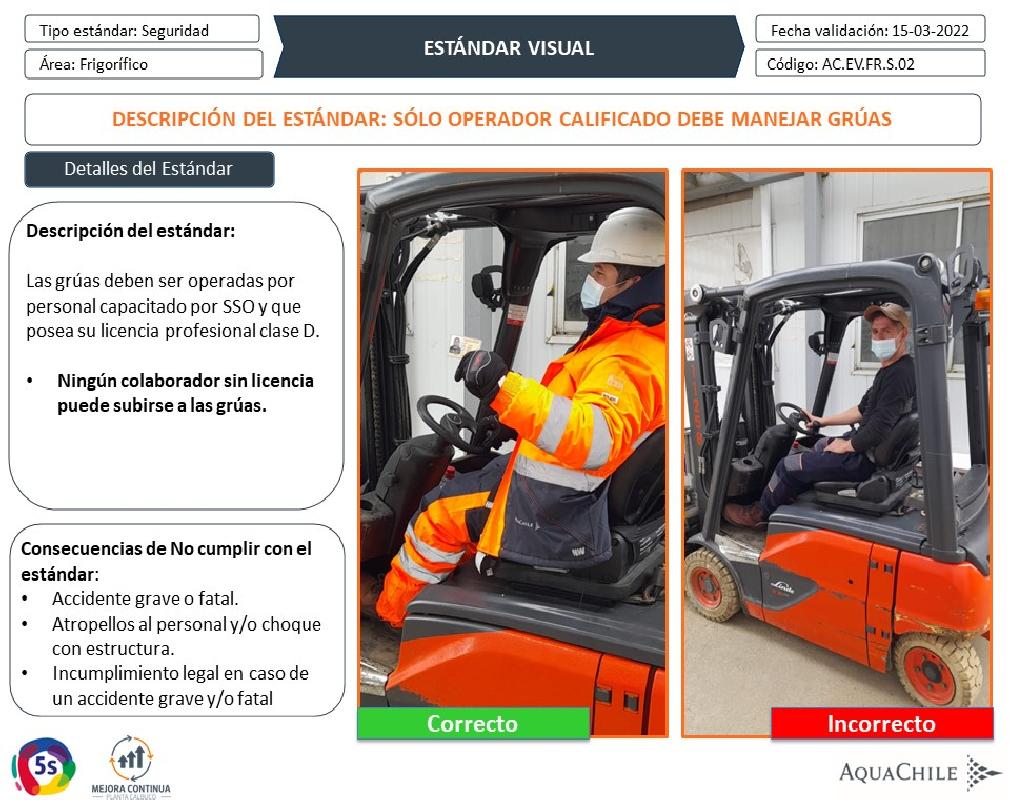 Tipo estándar: Seguridad
Área: Frigorífico
ESTÁNDAR VISUAL
Fecha validación: 15-03-2022
Código: AC.EV.FR.S.02
DESCRIPCIÓN DEL ESTÁNDAR: SÓLO OPERADOR CALIFICADO DEBE MANEJAR GRÚAS
Detalles del Estándar
Descripción del estándar:
Las grúas deben ser operadas por
personal capacitado por SSO y que
posea su licencia profesional clase D.
• Ningún colaborador sin licencia
puede subirse a las grúas.
Consecuencias de No cumplir con el
estándar:
• Accidente grave o fatal.
• Atropellos al personal y/o choque
con estructura.
• Incumplimiento legal en caso de
un accidente grave y/o fatal
AQUACHILE
Linde
Correcto
Incorrecto
5s
MEJORA CONTINUA
PLANTA CALBUCO
AQUACHILE